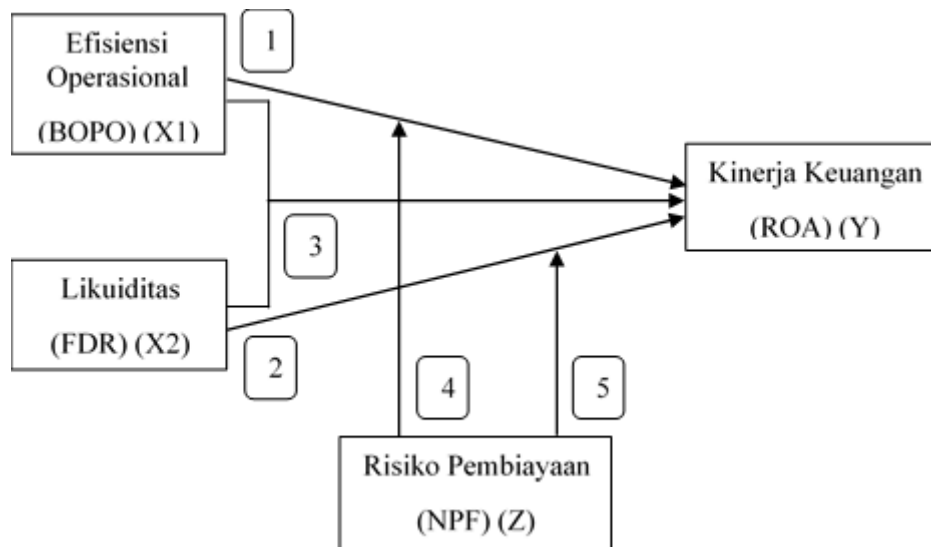 Efisiensi
Operasional
(BOPO) (X1)
1
Kinerja Keuangan
(ROA) (Y)
3
Likuiditas
(FDR) (X2)
2
4
5
Risiko Pembiayaan
(NPF) (Z)